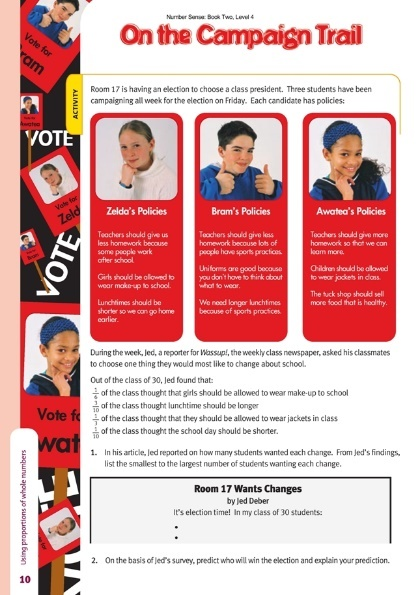 Number Sense: Book Two, Level 4
On the Campaign Trail
ACTIVITY
Room 17 is having an election to choose a class president. Three students have
been campaigning all week for the election on Friday. Each candidate has policies:
Zelda's Policies
Teachers should give us
less homework because
some people work
after school.
Girls should be allowed to
wear make-up to school.
Lunchtimes should be
shorter so we can go home
earlier.
Bram's Policies
Teachers should give less
homework because lots of
people have sports practices.
Uniforms are good because
you don't have to think about
what to wear.
We need longer lunchtimes
because of sports practices.
Awatea's Policies
Teachers should give more
homework so that we can
learn more.
Children should be allowed
to wear jackets in class.
The tuck shop should sell
more food that is healthy.
During the week, Jed, a reporter for Wassup!, the weekly class newspaper, asked his classmates
to choose one thing they would most like to change about school.
Out of the class of 30, Jed found that:
1/6 of the class thought that girls should be allowed to wear make-up to school
3/10 of the class thought lunchtime should be longer
1/3 of the class thought that they should be allowed to wear jackets in class
1/10 of the class thought the school day should be shorter.
1. In his article, Jed reported on how many students wanted each change. From Jed's findings,
list the smallest to the largest number of students wanting each change.
Room 17 Wants Changes
by Jed Deber
It's election time! In my class of 30 students:
•
•
2. On the basis of Jed's survey, predict who will win the election and explain your prediction.
Using proportions of whole numbers
10
Vote for
ram
VOTE
Vote for
Zeld
VOTE
Vote fo
wat